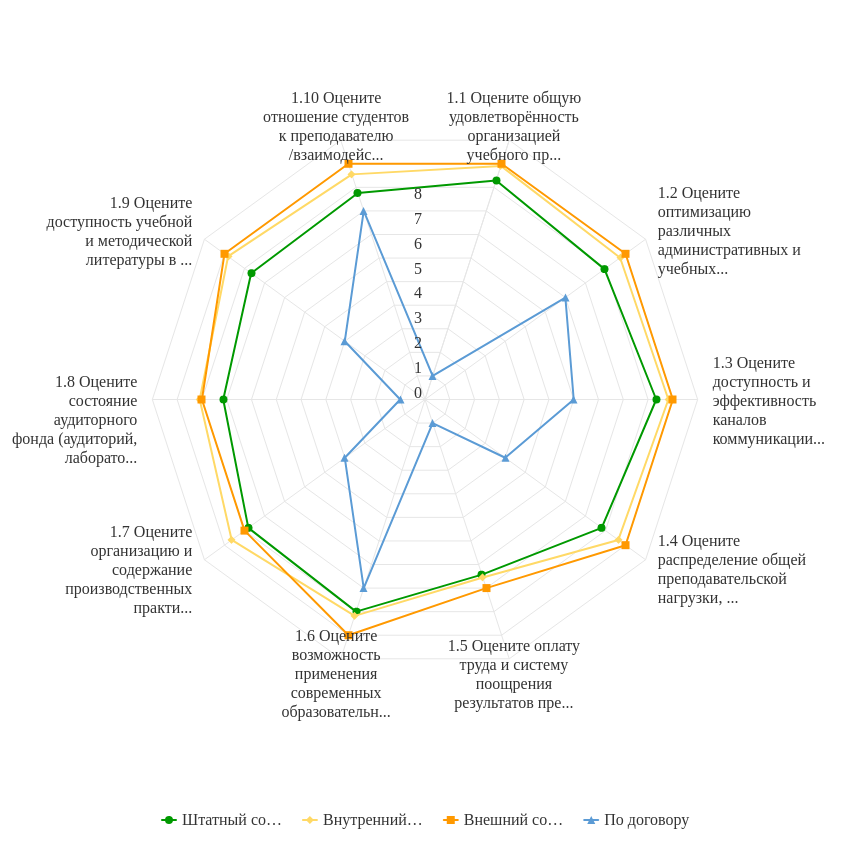 1.10 Оцените
отношение студентов
к преподавателю
/взаимодейс...
1.1 Оцените общую
удовлетворённость
организацией
учебного пр...
1.9 Оцените
доступность учебной
и методической
литературы в ...
1.2 Оцените
оптимизацию
различных
административных и
учебных...
8
7
6
5
4
3
2
1
0
1.8 Оцените
состояние
аудиторного
фонда (аудиторий,
лаборато...
1.3 Оцените
доступность и
эффективность
каналов
коммуникации...
1.7 Оцените
организацию и
содержание
производственных
практи...
1.4 Оцените
распределение общей
преподавательской
нагрузки, ...
1.6 Оцените
возможность
применения
современных
образовательн...
1.5 Оцените оплату
труда и систему
поощрения
результатов пре...
Штатный со… Внутренний… Внешний со… По договору